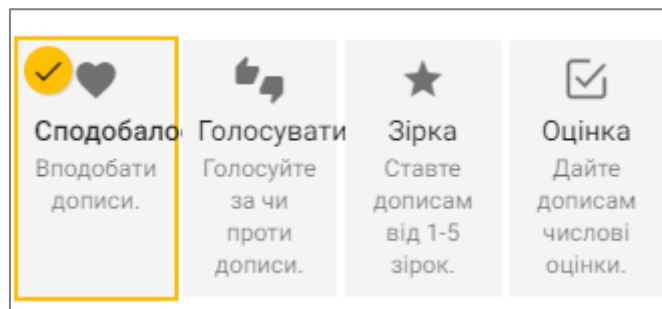 Сподобало
Вподобати
дописи.
Голосувати
Голосуйте
за чи
проти
дописи.
Зірка
Ставте
дописам
від 1-5
зірок.
Оцінка
Дайте
дописам
числові
оцінки.